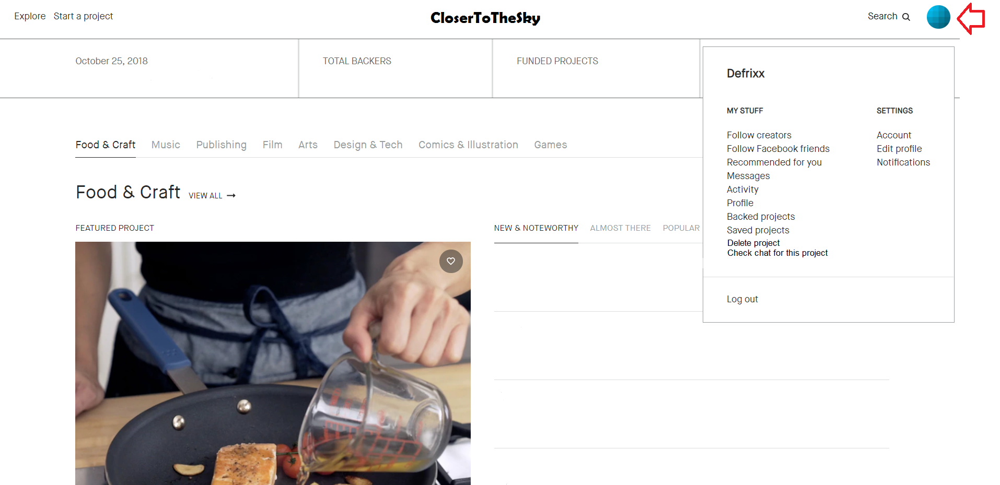 Explore Start a project CloserToTheSky Search
October 25, 2018 TOTAL BACKERS FUNDED PROJECTS
Food & Craft Music Publishing Film Arts Design & Tech Comics & Illustration Games
Food & Craft VIEW ALL →
FEATURED PROJECT
NEW & NOTEWORTHY ALMOST THERE POPULAR
Defrixx
MY STUFF
Follow creators
Follow Facebook friends
Recommended for you
Messages
Activity
Profile
Backed projects
Saved projects
Delete project
Check chat for this project
SETTINGS
Account
Edit profile
Notifications
Log out